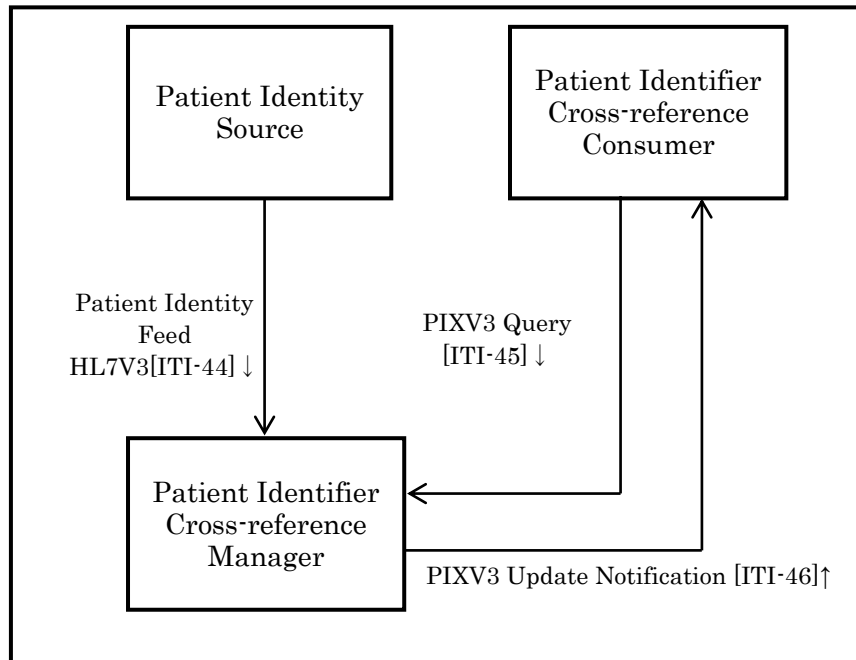 Patient Identity
Source
Patient Identifier
Cross-reference
Consumer
Patient Identity
Feed
HL7V3[ITI-44] ↓
PIXV3 Query
[ITI-45] ↓
Patient Identifier
Cross-reference
Manager
PIXV3 Update Notification [ITI-46]↑